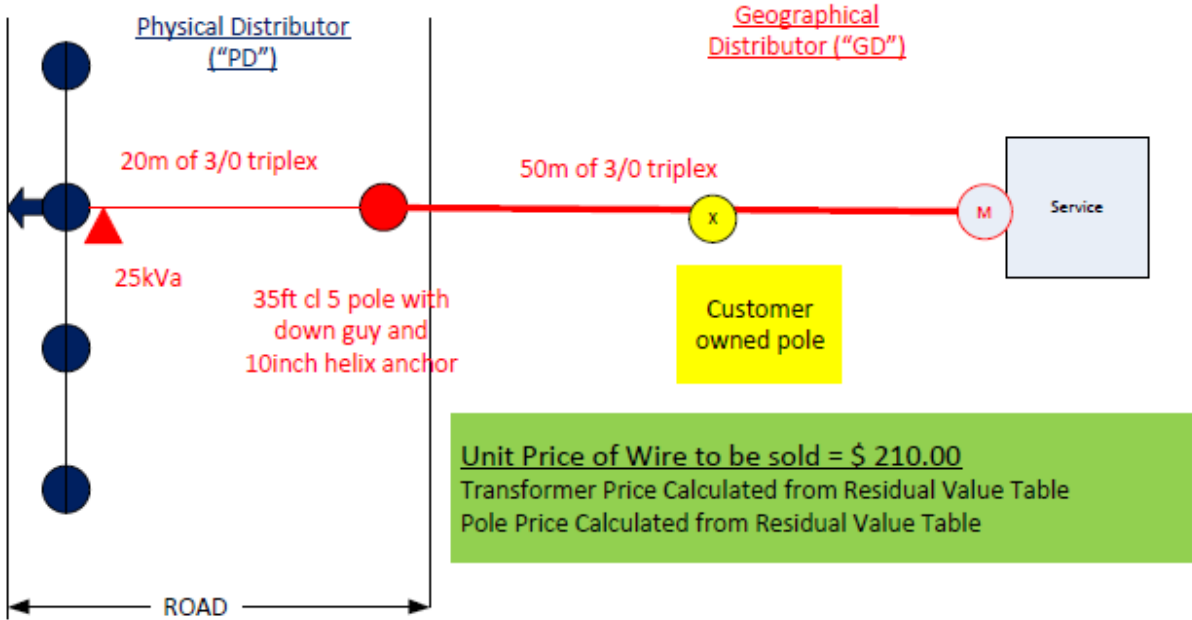 Physical Distributor
("PD")
Geographical
Distributor ("GD")
20m of 3/0 triplex
50m of 3/0 triplex
X
M
Service
25kVa
35ft cl 5 pole with
down guy and
10inch helix anchor
Customer
owned pole
Unit Price of Wire to be sold = $ 210.00
Transformer Price Calculated from Residual Value Table
Pole Price Calculated from Residual Value Table
ROAD